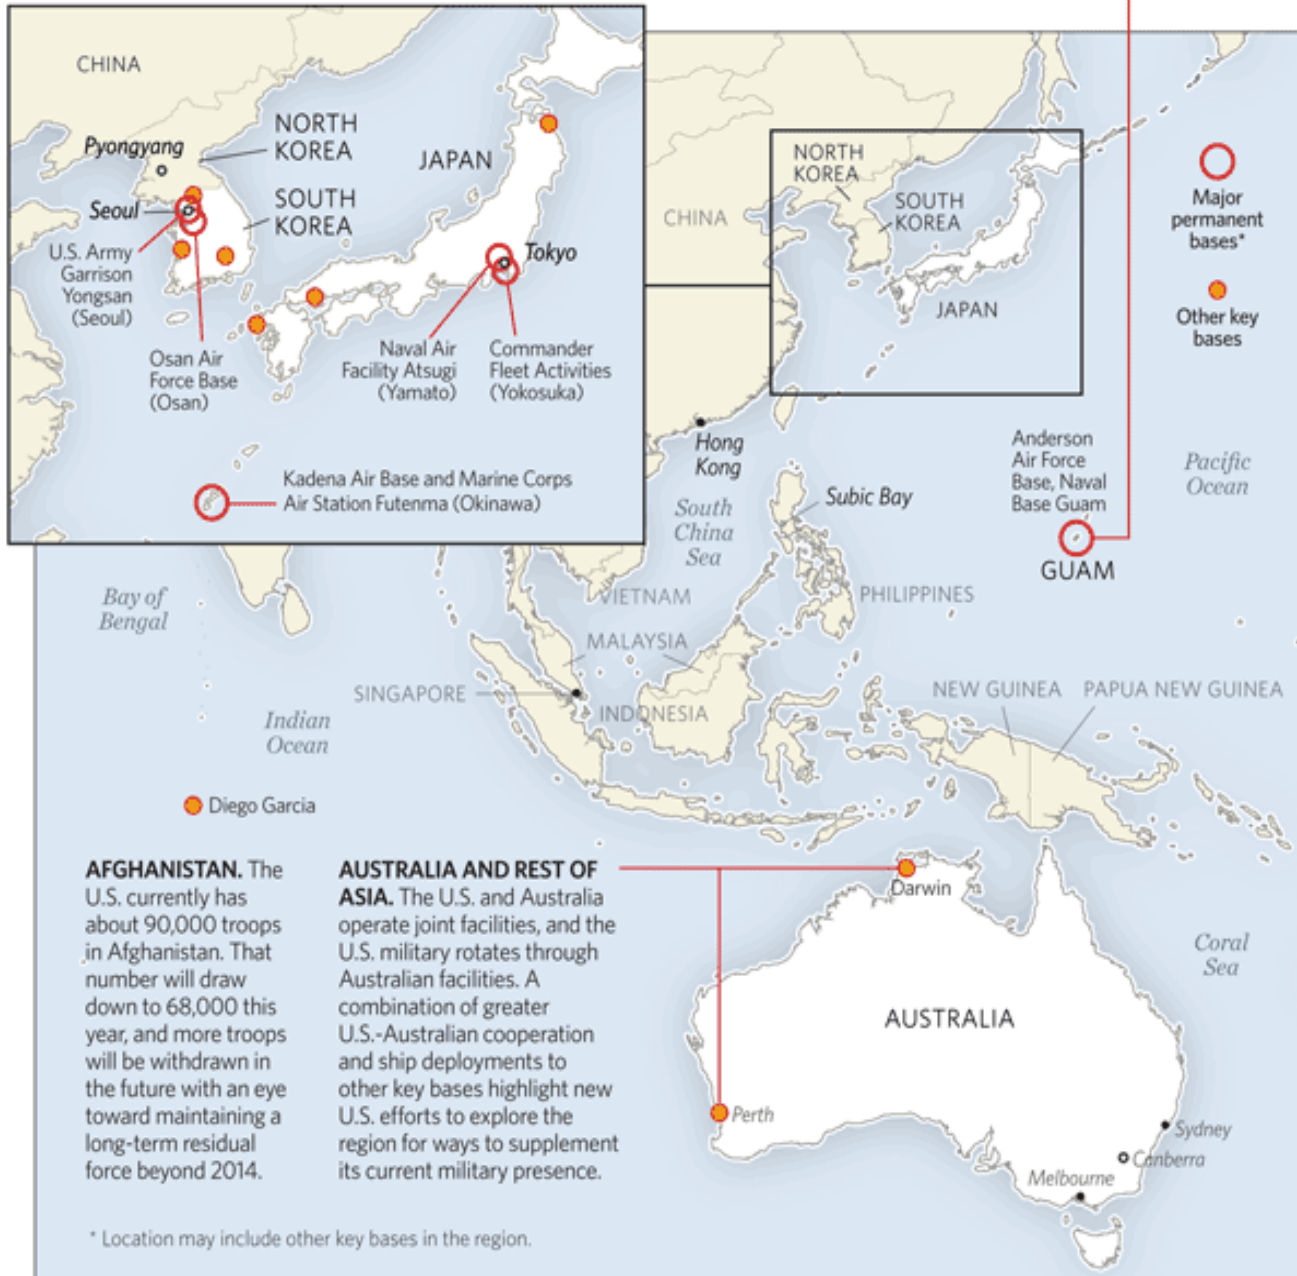 CHINA
Pyongyang
NORTH
KOREA
JAPAN
Seoul
SOUTH
KOREA
U.S. Army
Garrison
Yongsan
(Seoul)
Tokyo
Osan Air
Force Base
(Osan)
Naval Air
Facility Atsugi
(Yamato)
Commander
Fleet Activities
(Yokosuka)
Kadena Air Base and Marine Corps
Air Station Futenma (Okinawa)
NORTH
KOREA
CHINA
SOUTH
KOREA
JAPAN
Major
permanent
bases*
Other key
bases
Hong
Kong
Anderson
Air Force
Base, Naval
Base Guam
Pacific
Ocean
South
China
Sea
Subic Bay
GUAM
Bay of
Bengal
VIETNAM
PHILIPPINES
MALAYSIA
SINGAPORE
INDONESIA
NEW GUINEA
PAPUA NEW GUINEA
Indian
Ocean
Diego Garcia
AFGHANISTAN. The
U.S. currently has
about 90,000 troops
in Afghanistan. That
number will draw
down to 68,000 this
year, and more troops
will be withdrawn in
the future with an eye
toward maintaining a
long-term residual
force beyond 2014.
AUSTRALIA AND REST OF
ASIA. The U.S. and Australia
operate joint facilities, and the
U.S. military rotates through
Australian facilities. A
combination of greater
U.S.-Australian cooperation
and ship deployments to
other key bases highlight new
U.S. efforts to explore the
region for ways to supplement
its current military presence.
Darwin
Coral
Sea
AUSTRALIA
Perth
Sydney
Canberra
Melbourne
* Location may include other key bases in the region.